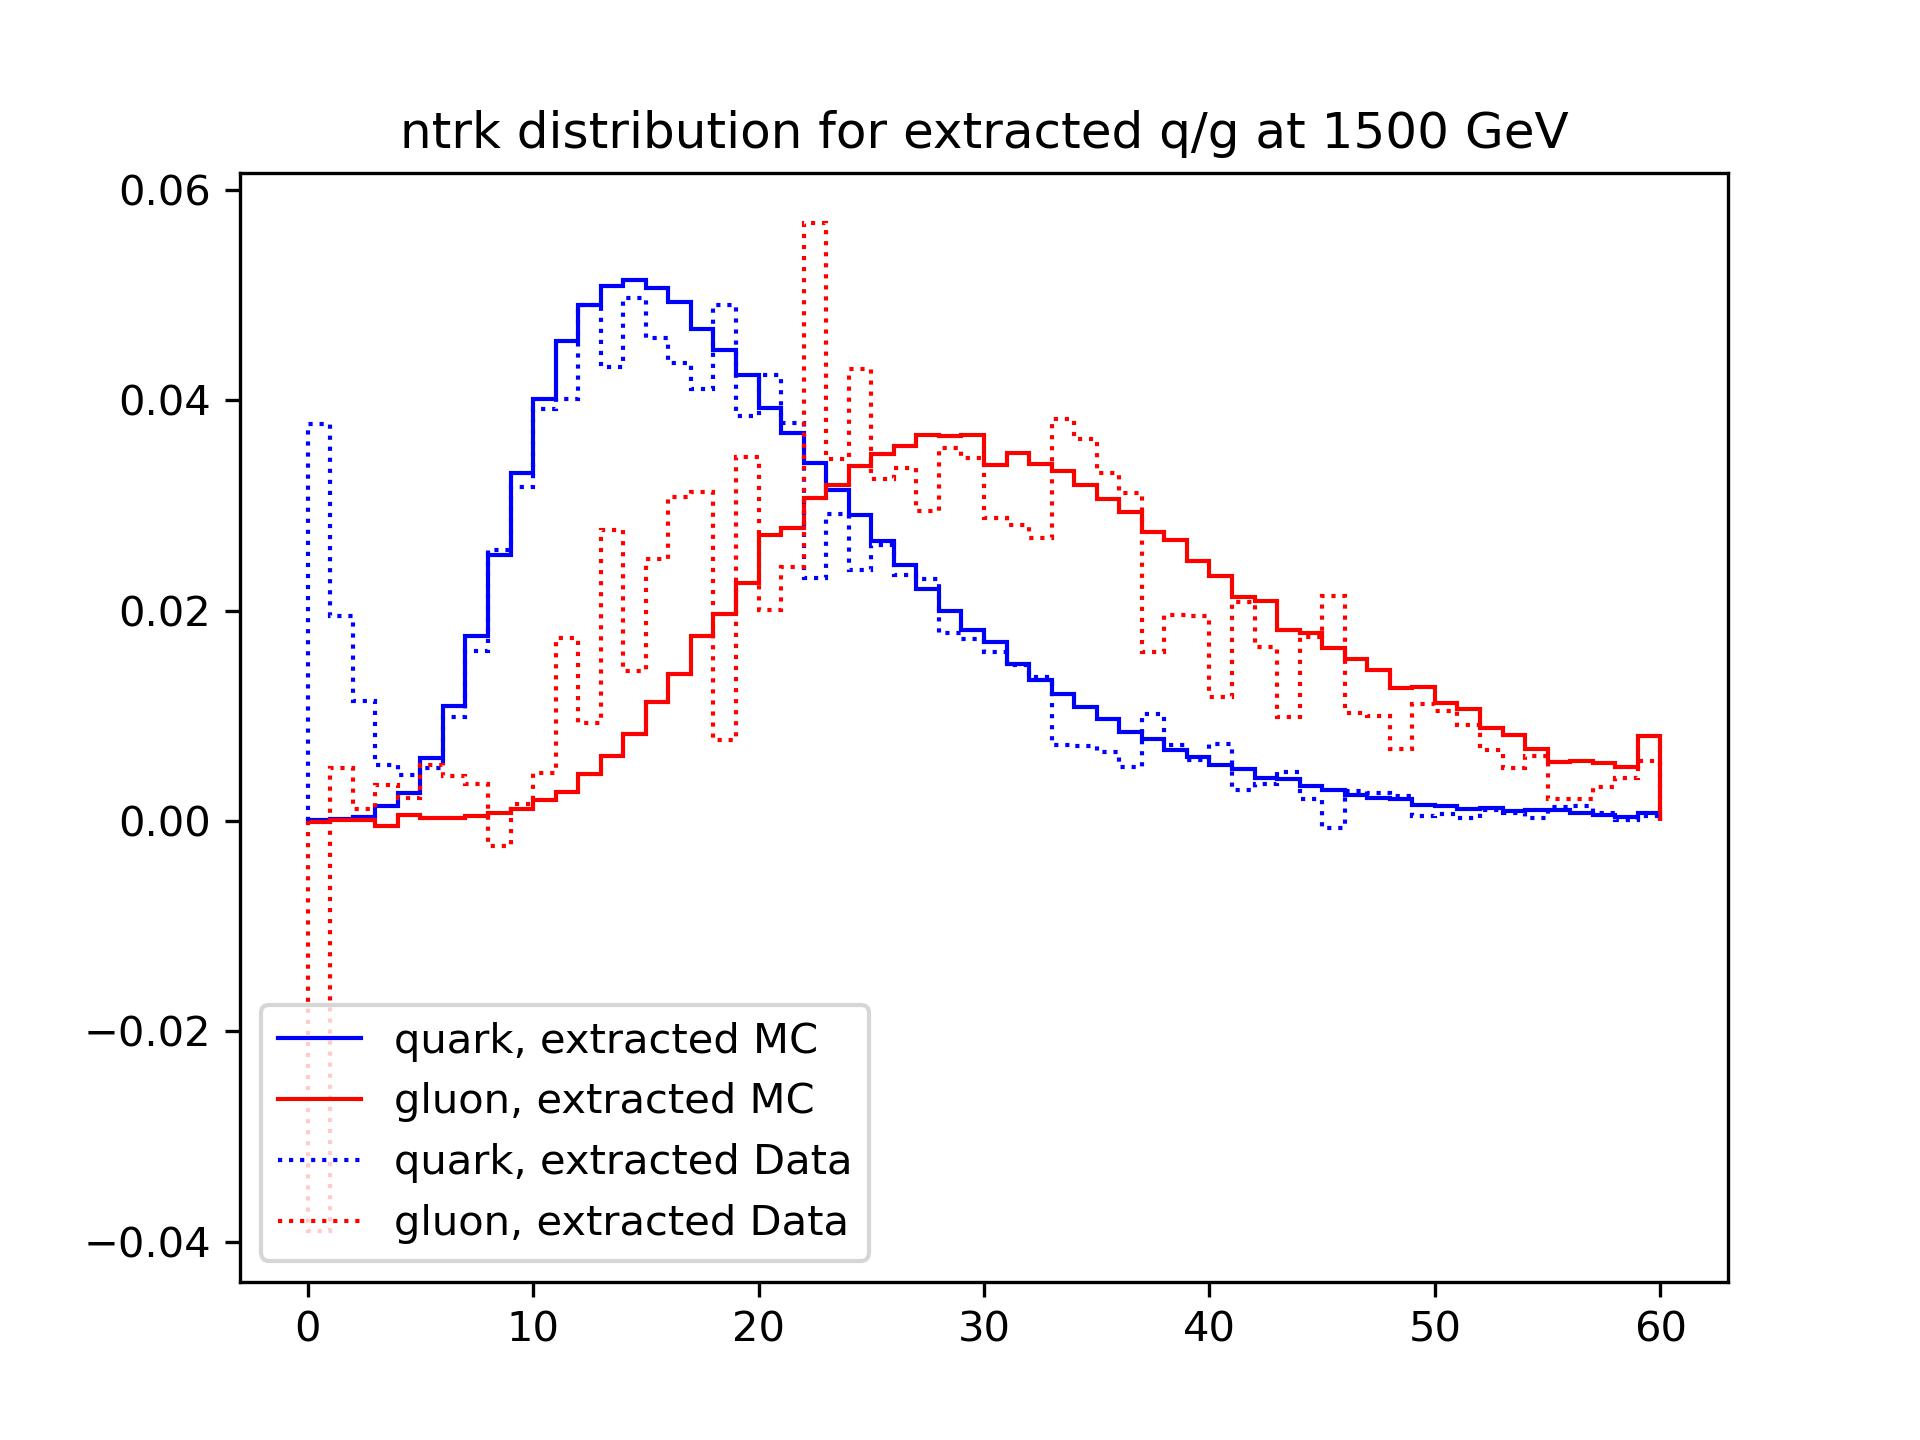 ntrk distribution for extracted q/g at 1500 GeV
0.06
0.04
0.02
0.00
−0.02
−0.04
quark, extracted MC
gluon, extracted MC
quark, extracted Data
gluon, extracted Data
0 10 20 30 40 50 60